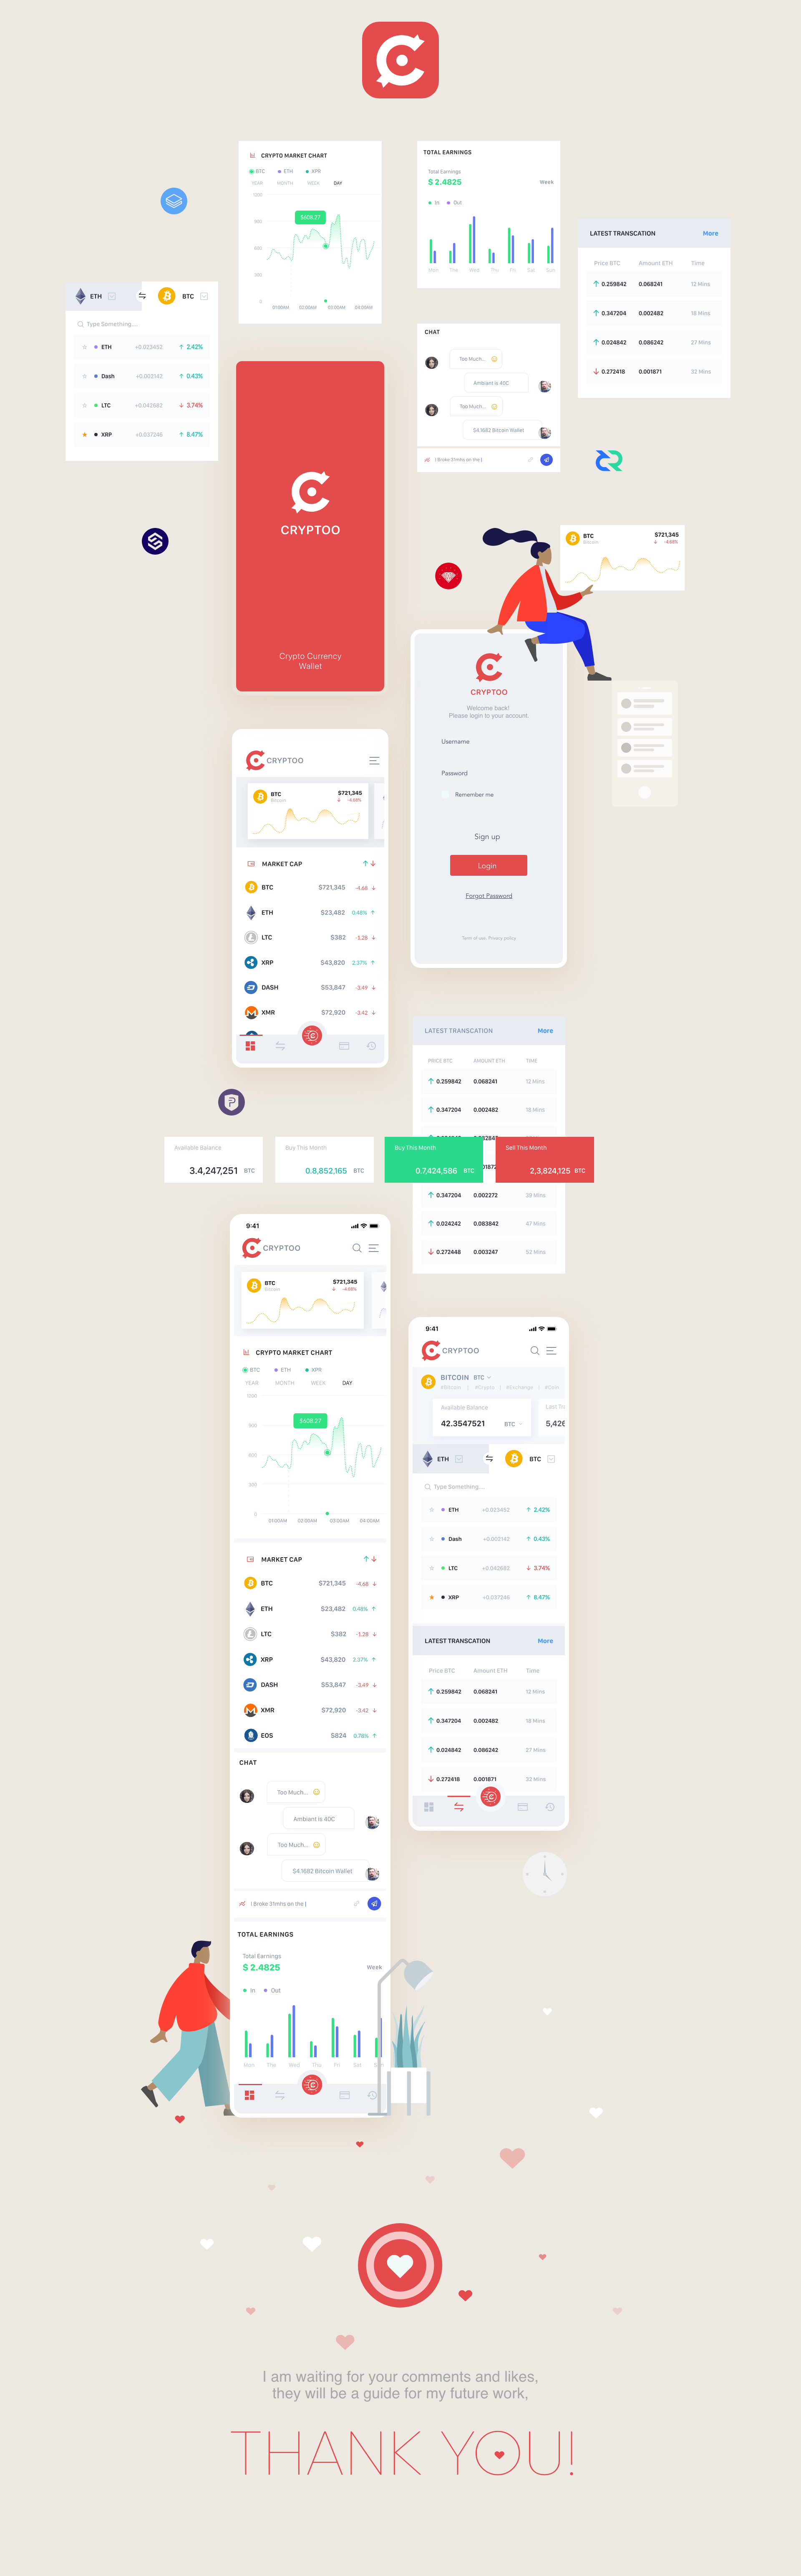 CRYPTO MARKET CHART
BTC ETH XPR
YEAR MONTH WEEK DAY
1200
900
$608.27
600
300
0
01:00AM 02:00AM 03:00AM 04:00AM
TOTAL EARNINGS
Total Earnings
$ 2.4825 Week
In Out
Mon The Wed Thu Fri Sat Sun
LATEST TRANSCATION More
Price BTC Amount ETH Time
0.259842 0.068241 12 Mins
0.347204 0.002482 18 Mins
0.024842 0.086242 27 Mins
0.272418 0.001871 32 Mins
ETH BTC
Type Something....
ETH +0.023452 2.42%
Dash +0.002142 0.43%
LTC +0.042682 3.74%
XRP +0.037246 8.47%
CHAT
Too Much...
Ambiant is 40C
Too Much...
$4.1682 Bitcoin Wallet
I Broke 31mhs on the |
CRYPTOO
Crypto Currency
Wallet
BTC $721,345
Bitcoin -4.68%
CRYPTOO
Welcome back!
Please login to your account.
Username
Password
Remember me
Sign up
Login
Forgot Password
Term of use. Privacy policy
CRYPTOO
BTC $721,345
Bitcoin -4.68%
MARKET CAP
BTC $721,345 -4.68
ETH $23,482 0.48%
LTC $382 -1.28
XRP $43,820 2.37%
DASH $53,847 -3.49
XMR $72,920 -3.42
LATEST TRANSCATION More
PRICE BTC AMOUNT ETH TIME
0.259842 0.068241 12 Mins
0.347204 0.002482 18 Mins
Available Balance
3.4,247,251 BTC
Buy This Month
0.8,852,165 BTC
Buy This Month
0.7,424,586 BTC
Sell This Month
2,3,824,125 BTC
0.347204 0.002272 39 Mins
0.024242 0.083842 47 Mins
0.272448 0.003247 52 Mins
9:41
CRYPTOO
BTC $721,345
Bitcoin -4.68%
CRYPTO MARKET CHART
BTC ETH XPR
YEAR MONTH WEEK DAY
1200
900
$608.27
600
300
0
01:00AM 02:00AM 03:00AM 04:00AM
MARKET CAP
BTC $721,345 -4.68
ETH $23,482 0.48%
LTC $382 -1.28
XRP $43,820 2.37%
DASH $53,847 -3.49
XMR $72,920 -3.42
EOS $824 0.78%
CHAT
Too Much...
Ambiant is 40C
Too Much...
$4.1682 Bitcoin Wallet
I Broke 31mhs on the |
TOTAL EARNINGS
Total Earnings
$ 2.4825 Week
In Out
Mon The Wed Thu Fri Sat
9:41
CRYPTOO
BITCOIN BTC
#Bitcoin | #Crypto | #Exchange | #Coin
Available Balance
42.3547521 BTC
5,426
ETH BTC
Type Something....
ETH +0.023452 2.42%
Dash +0.002142 0.43%
LTC +0.042682 3.74%
XRP +0.037246 8.47%
LATEST TRANSCATION More
Price BTC Amount ETH Time
0.259842 0.068241 12 Mins
0.347204 0.002482 18 Mins
0.024842 0.086242 27 Mins
0.272418 0.001871 32 Mins
I am waiting for your comments and likes,
they will be a guide for my future work,
THANK YOU!